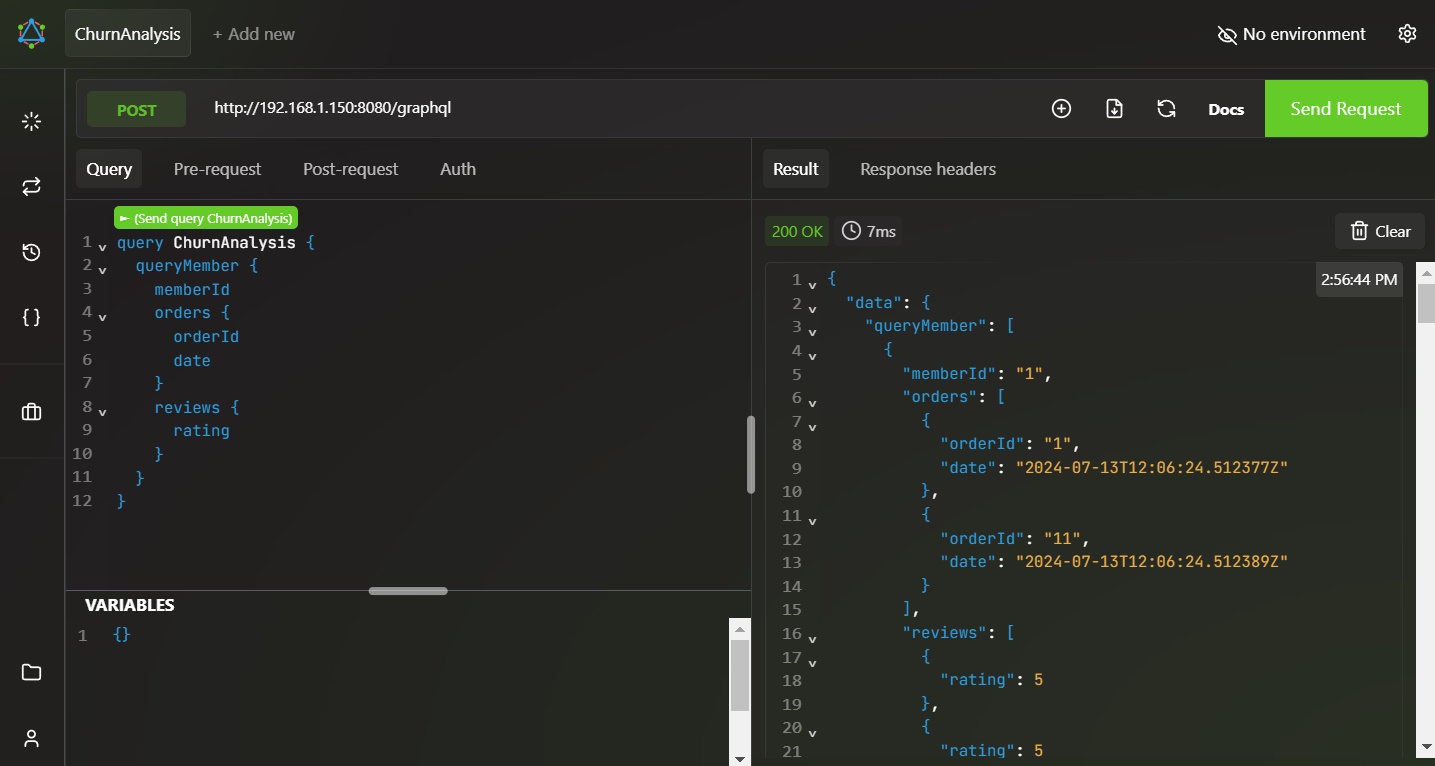 ChurnAnalysis + Add new No environment
POST http://192.168.1.150:8080/graphql Docs Send Request
Query Pre-request Post-request Auth
(Send query ChurnAnalysis)
1 query ChurnAnalysis {
2 queryMember {
3 memberId
4 orders {
5 orderId
6 date
7 }
8 reviews {
9 rating
10 }
11 }
12 }
VARIABLES
1 {}
Result Response headers
200 OK 7ms Clear
2:56:44 PM
1 {
2 "data": {
3 "queryMember": [
4 {
5 "memberId": "1",
6 "orders": [
7 {
8 "orderId": "1",
9 "date": "2024-07-13T12:06:24.512377Z"
10 },
11 {
12 "orderId": "11",
13 "date": "2024-07-13T12:06:24.512389Z"
14 }
15 ],
16 "reviews": [
17 {
18 "rating": 5
19 },
20 {
21 "rating": 5